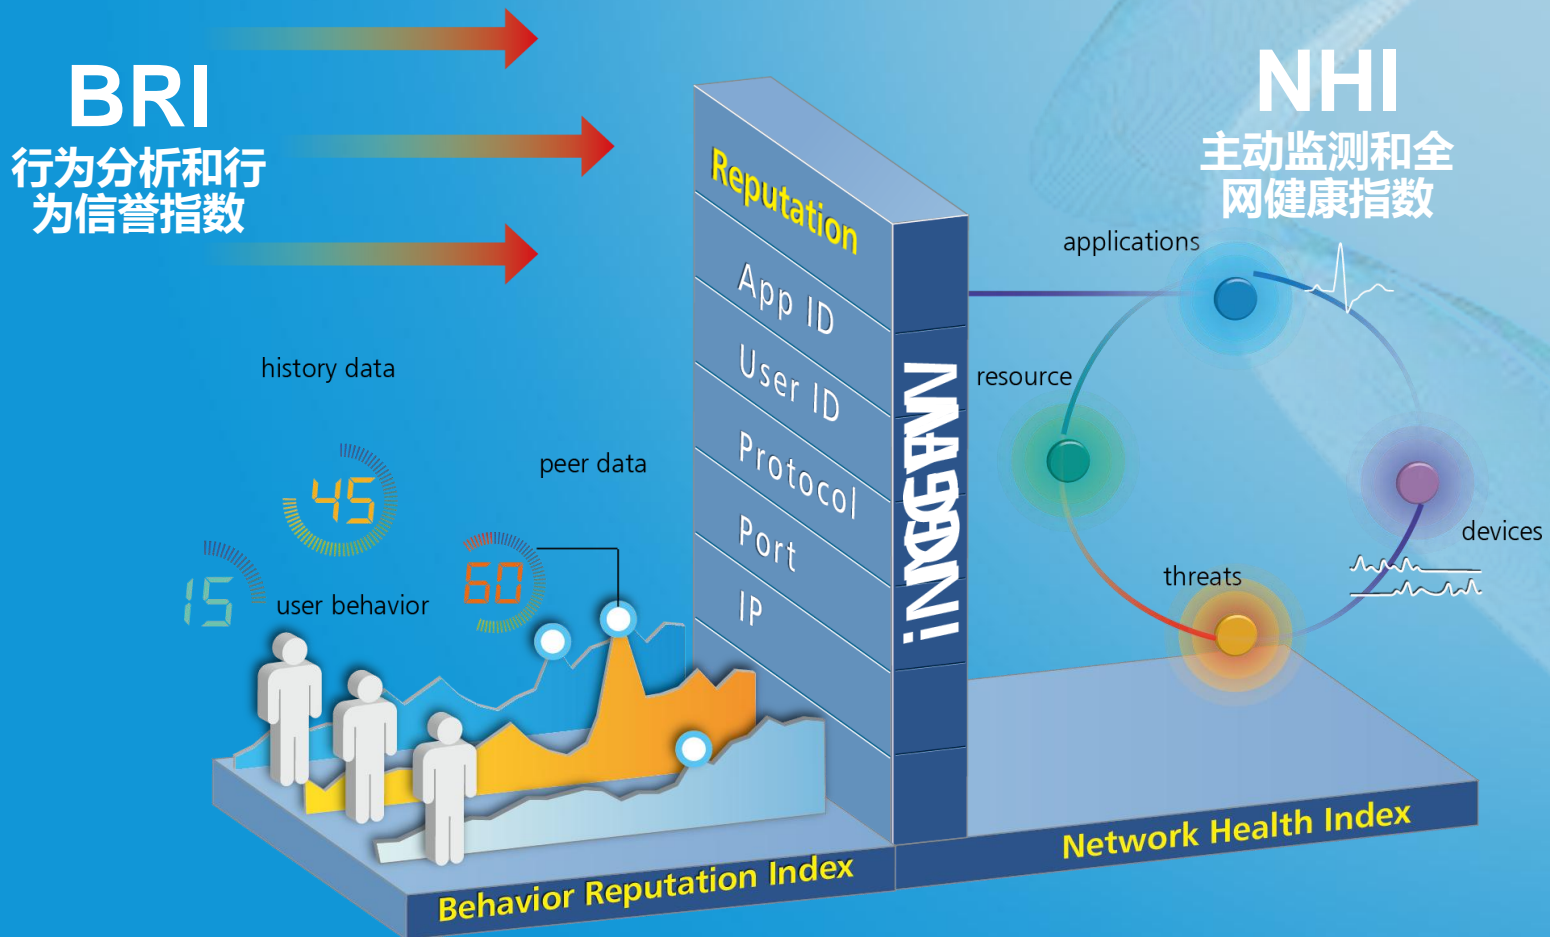 BRI
行为分析和行
为信誉指数
NHI
主动监测和全
网健康指数
Reputation
App ID
User ID
Protocol
Port
IP
applications
resource
devices
threats
history data
peer data
user behavior
45
15
60
Behavior Reputation Index
Network Health Index